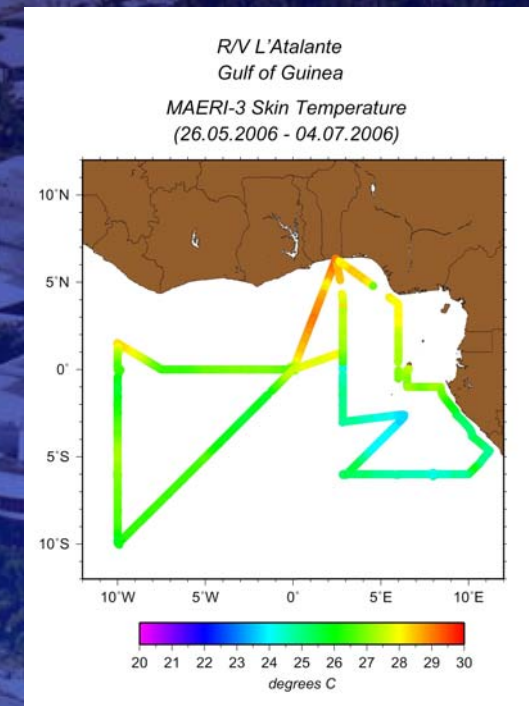 R/V L'Atalante
Gulf of Guinea
MAERI-3 Skin Temperature
(26.05.2006 - 04.07.2006)
10˚N
5˚N
0˚
5˚S
10˚S
10˚W 5˚W 0˚ 5˚E 10˚E
20 21 22 23 24 25 26 27 28 29 30
degrees C